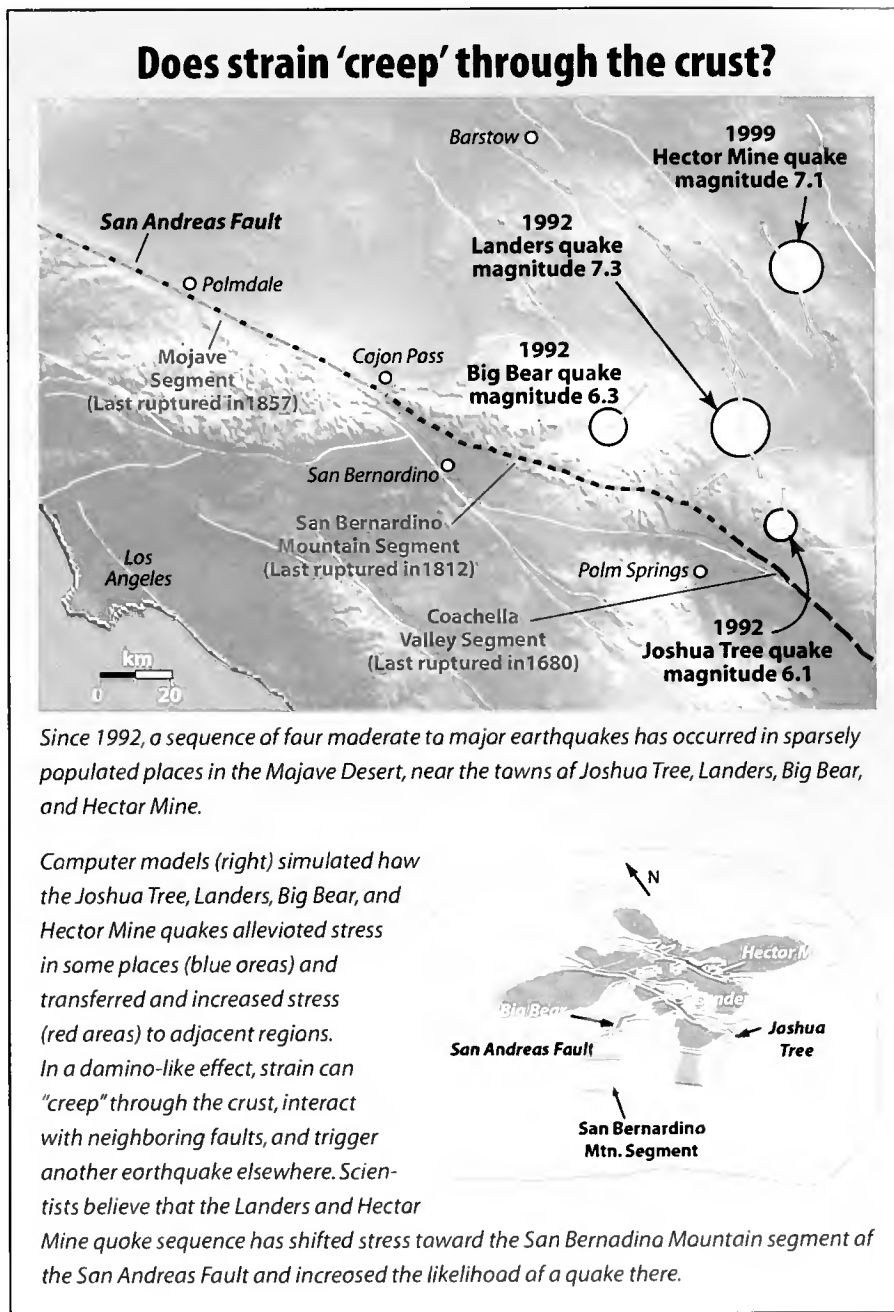 Does strain 'creep' through the crust?
Barstow
1999
Hector Mine quake
magnitude 7.1
San Andreas Fault
1992
Landers quake
magnitude 7.3
Palmdale
Mojave
Segment
(Last ruptured in1857)
Cajon Pass
1992
Big Bear quake
magnitude 6.3
San Bernardino
San Bernardino
Mountain Segment
(Last ruptured in1812)
Los
Angeles
Palm Springs
Coachella
Valley Segment
(Last ruptured in1680)
1992
Joshua Tree quake
magnitude 6.1
km
0 20
Since 1992, a sequence of four moderate to major earthquakes has occurred in sparsely
populated places in the Mojave Desert, near the towns of Joshua Tree, Landers, Big Bear,
and Hector Mine.
Computer models (right) simulated how
the Joshua Tree, Landers, Big Bear, and
Hector Mine quakes alleviated stress
in some places (blue areas) and
transferred and increased stress
(red areas) to adjacent regions.
In a domino-like effect, strain can
"creep" through the crust, interact
with neighboring faults, and trigger
another earthquake elsewhere. Scien-
tists believe that the Landers and Hector
Mine quake sequence has shifted stress toward the San Bernadino Mountain segment of
the San Andreas Fault and increased the likelihood of a quake there.
N
Hector M
Big Bear
San Andreas Fault
Joshua
Tree
San Bernardino
Mtn. Segment